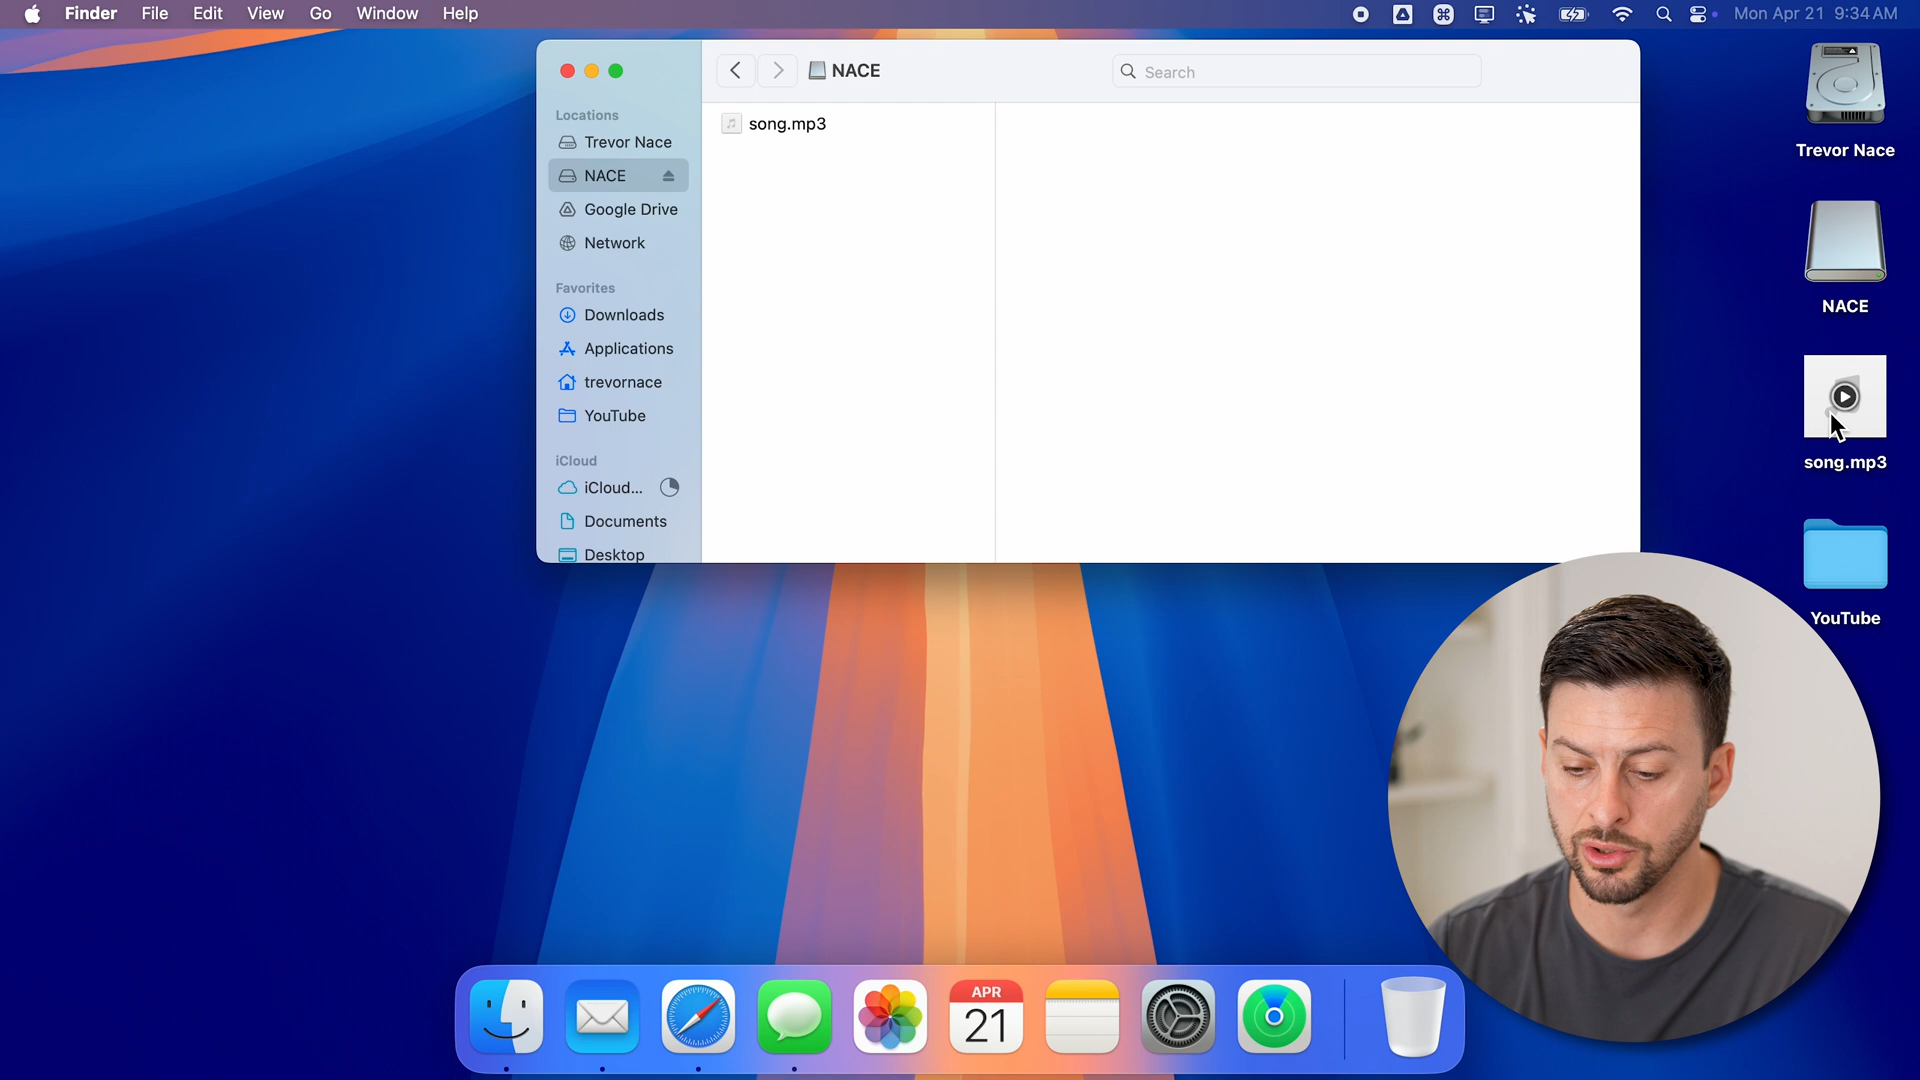 Finder File Edit View Go Window Help
Mon Apr 21 9:34 AM
NACE
Search
Locations
Trevor Nace
NACE
Google Drive
Network
Favorites
Downloads
Applications
trevornace
YouTube
iCloud
iCloud...
Documents
Desktop
song.mp3
Trevor Nace
NACE
song.mp3
YouTube
APR
21